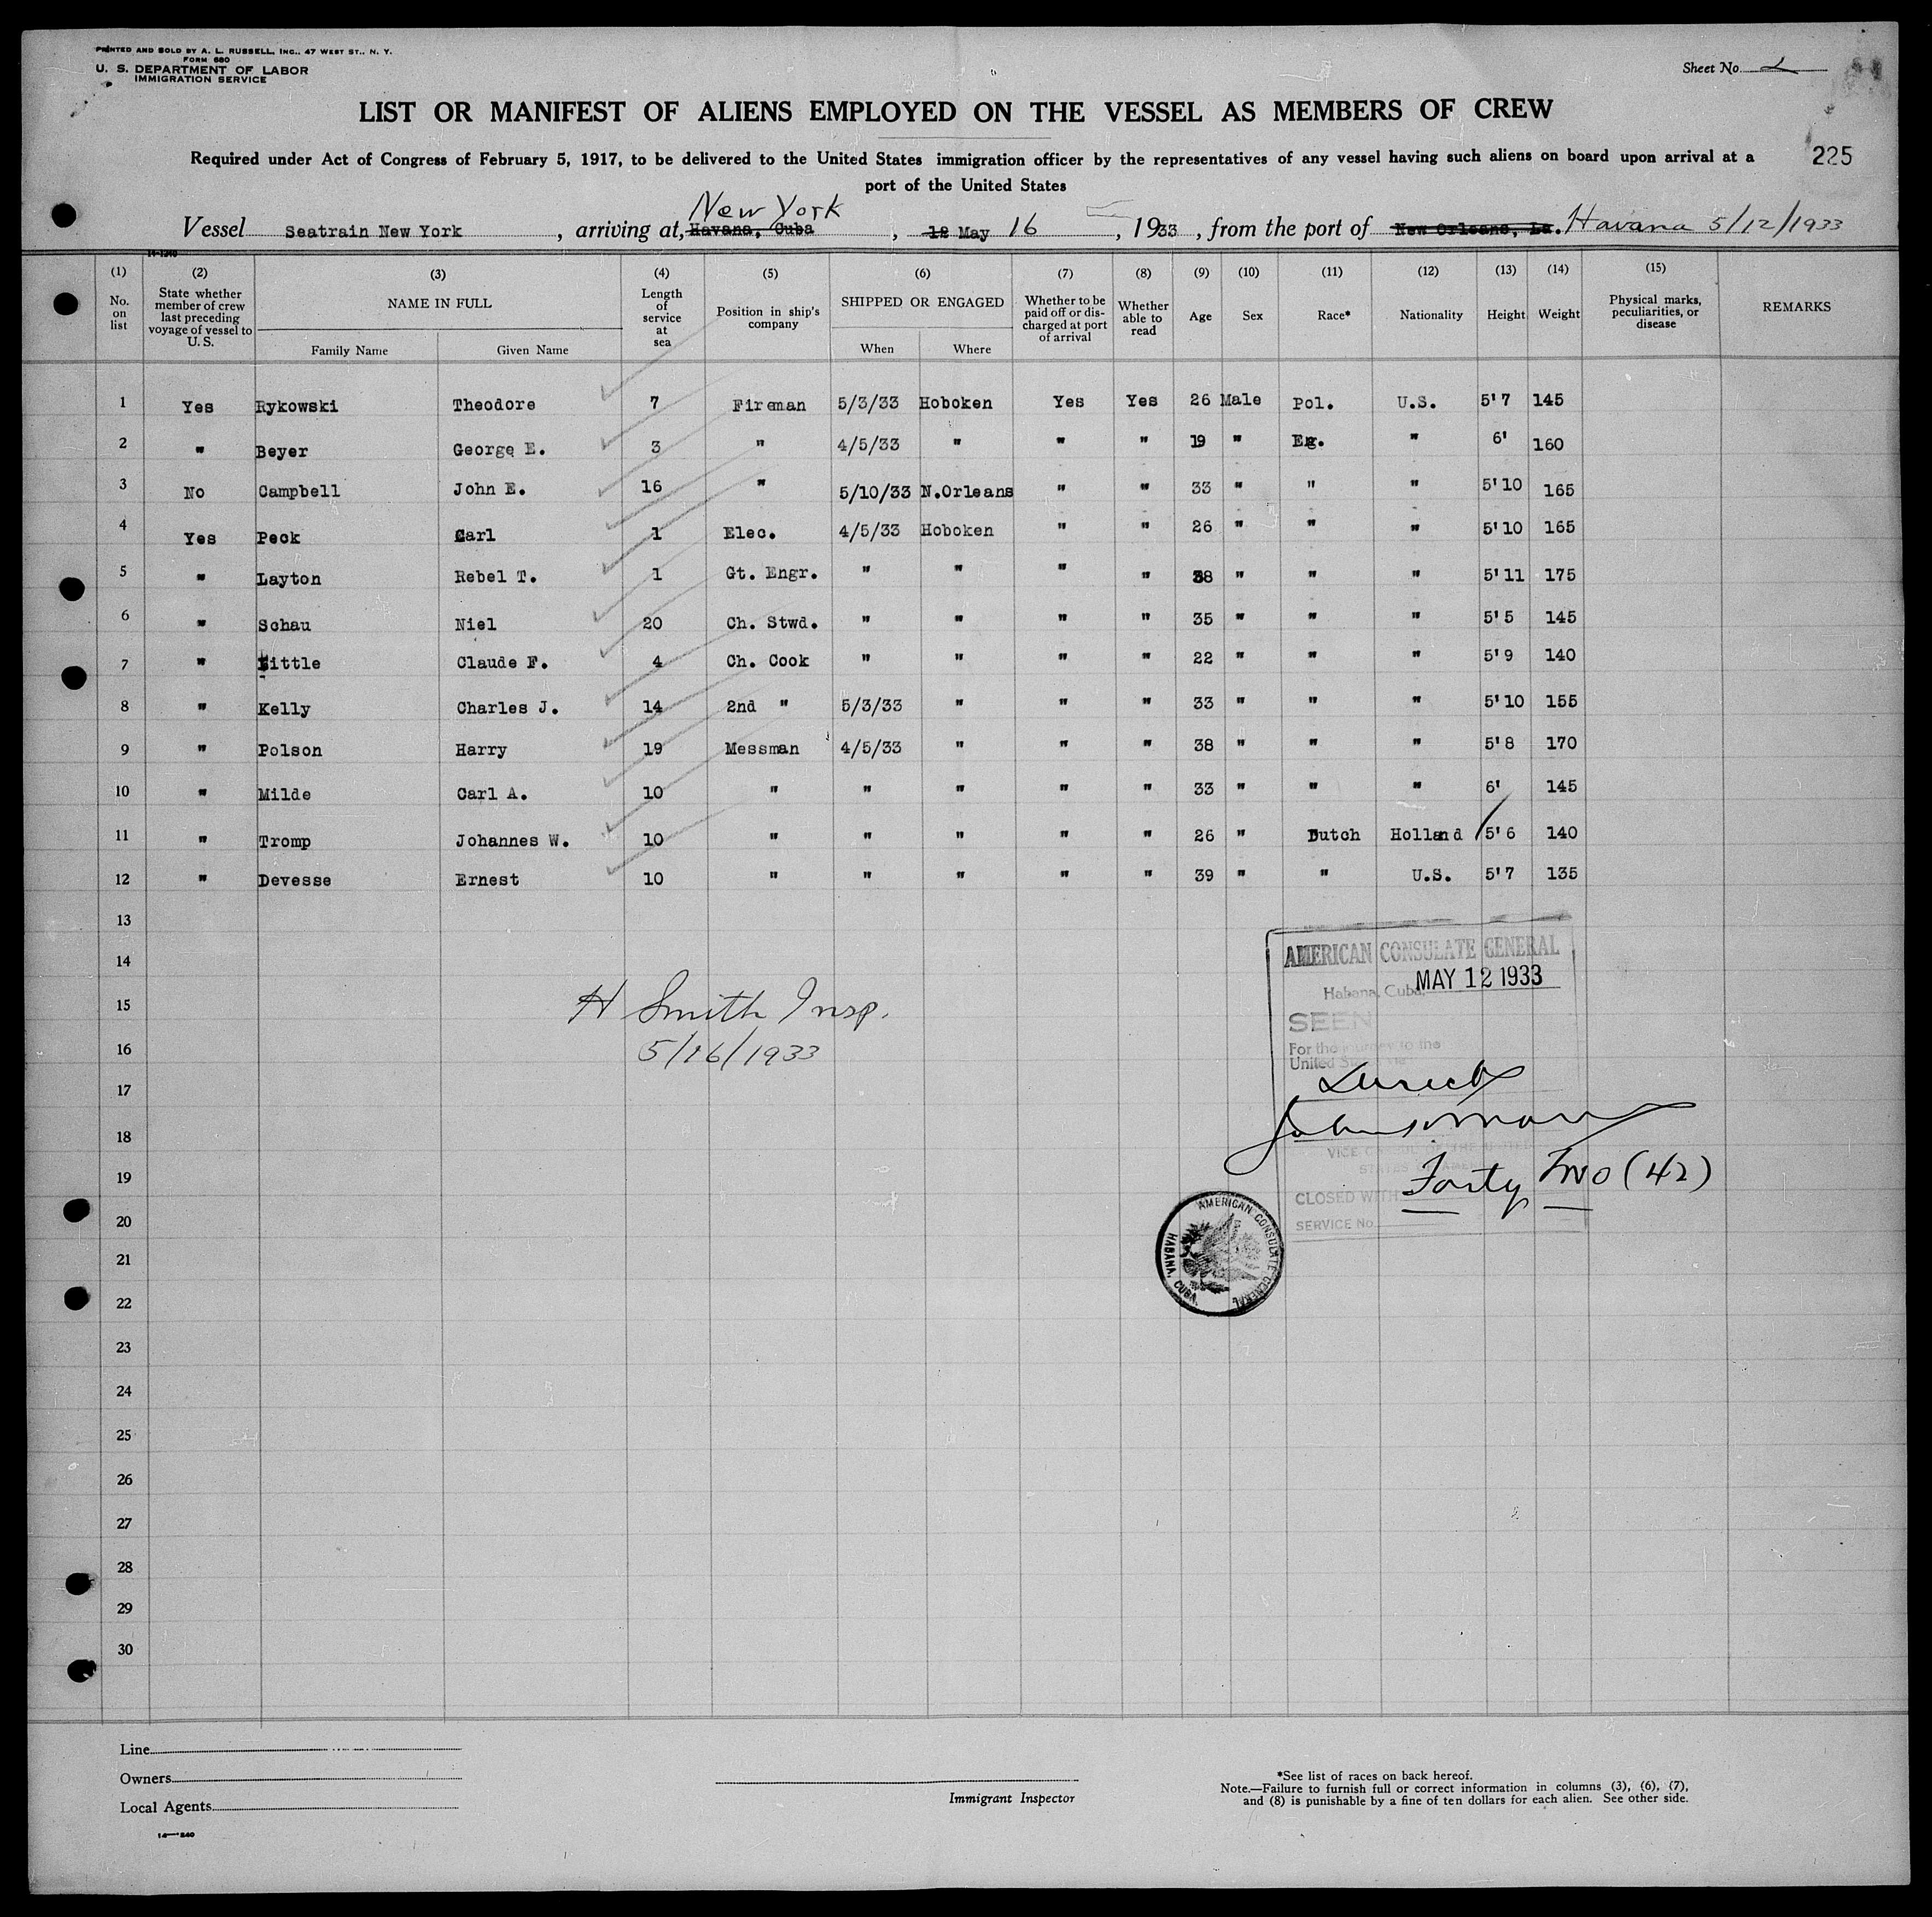 PRINTED AND SOLD BY A. L. RUSSELL, INC., 47 WEST ST., N. Y.
FORM 680
U. S. DEPARTMENT OF LABOR
IMMIGRATION SERVICE
Sheet No. 2
LIST OR MANIFEST OF ALIENS EMPLOYED ON THE VESSEL AS MEMBERS OF CREW
Required under Act of Congress of February 5, 1917, to be delivered to the United States immigration officer by the representatives of any vessel having such aliens on board upon arrival at a
port of the United States
225
New York
Vessel Seatrain New York, arriving at, Havana, Cuba, 12 May 16, 1933, from the port of New Orleans, La. Havana 5/12/1933
14-1240
(1) (2) (3) (4) (5) (6) (7) (8) (9) (10) (11) (12) (13) (14) (15)
No. on list | State whether member of crew last preceding voyage of vessel to U. S. | NAME IN FULL Family Name Given Name | Length of service at sea | Position in ship's company | SHIPPED OR ENGAGED When Where | Whether to be paid off or discharged at port of arrival | Whether able to read | Age | Sex | Race* | Nationality | Height | Weight | Physical marks, peculiarities, or disease | REMARKS
1 Yes Rykowski Theodore 7 Fireman 5/3/33 Hoboken Yes Yes 26 Male Pol. U.S. 5'7 145
2 " Beyer George E. 3 " 4/5/33 " " " 19 " Eg. " 6' 160
3 No Campbell John E. 16 " 5/10/33 N.Orleans " " 33 " " " 5'10 165
4 Yes Peck Carl 1 Elec. 4/5/33 Hoboken " " 26 " " " 5'10 165
5 " Layton Rebel T. 1 Gt. Engr. " " " " 38 " " " 5'11 175
6 " Schau Niel 20 Ch. Stwd. " " " " 35 " " " 5'5 145
7 " Little Claude F. 4 Ch. Cook " " " " 22 " " " 5'9 140
8 " Kelly Charles J. 14 2nd " 5/3/33 " " " 33 " " " 5'10 155
9 " Polson Harry 19 Messman 4/5/33 " " " 38 " " " 5'8 170
10 " Milde Carl A. 10 " " " " " 33 " " " 6' 145
11 " Tromp Johannes W. 10 " " " " " 26 " Dutch Holland 5'6 140
12 " Devesse Ernest 10 " " " " " 39 " " U.S. 5'7 135
13
14
15
16
17
18
19
20
21
22
23
24
25
26
27
28
29
30
H Smith Insp.
5/16/1933
AMERICAN CONSULATE GENERAL
MAY 12 1933
Habana, Cuba,
SEEN
For the journey to the
United States via
VICE CONSUL OF THE UNITED
STATES OF AMERICA
Forty Two (42)
CLOSED WITH
SERVICE No.
AMERICAN CONSULATE GENERAL
HABANA, CUBA.
Line
Owners
Local Agents
14—1240
Immigrant Inspector
*See list of races on back hereof.
Note.—Failure to furnish full or correct information in columns (3), (6), (7),
and (8) is punishable by a fine of ten dollars for each alien. See other side.